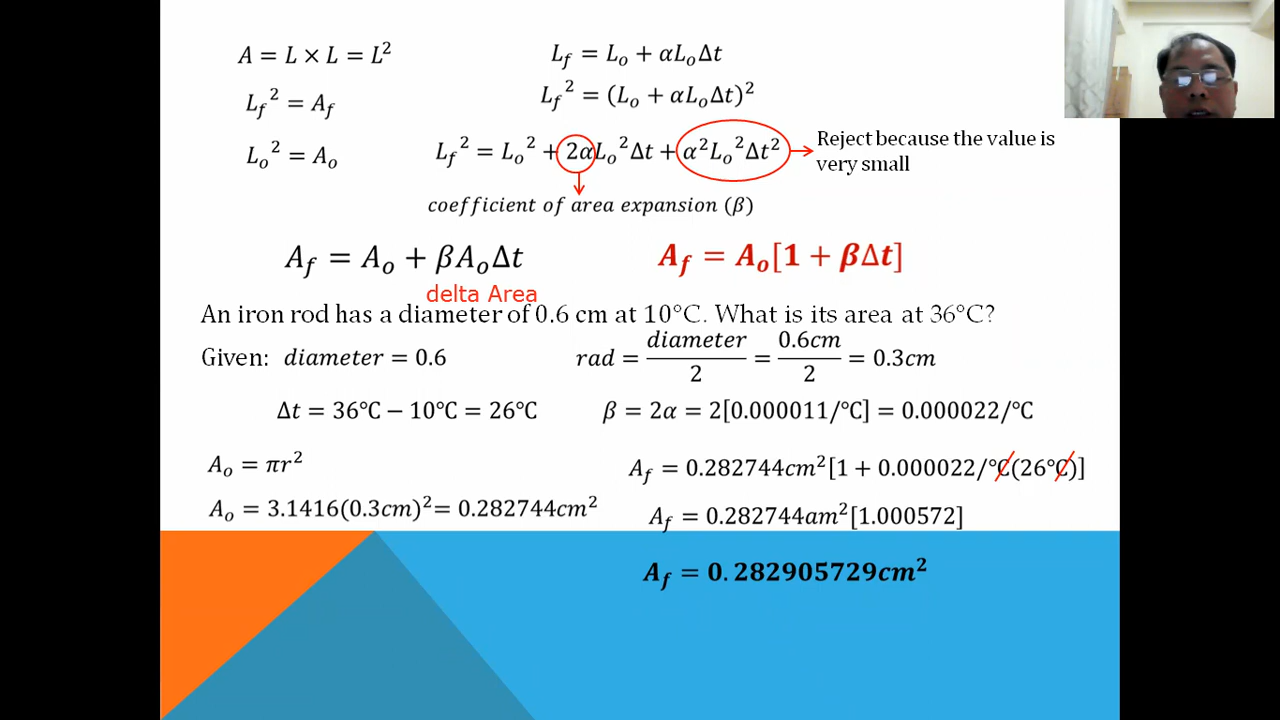 A = L × L = L²
L_f² = A_f
L_o² = A_o
L_f = L_o + αL_oΔt
L_f² = (L_o + αL_oΔt)²
L_f² = L_o² + 2αL_o²Δt + α²L_o²Δt²
Reject because the value is
very small
coefficient of area expansion (β)
A_f = A_o + βA_oΔt
A_f = A_o[1 + βΔt]
delta Area
An iron rod has a diameter of 0.6 cm at 10°C. What is its area at 36°C?
Given: diameter = 0.6
rad = diameter/2 = 0.6cm/2 = 0.3cm
Δt = 36°C − 10°C = 26°C
β = 2α = 2[0.000011/°C] = 0.000022/°C
A_o = πr²
A_o = 3.1416(0.3cm)²= 0.282744cm²
A_f = 0.282744cm²[1 + 0.000022/°C(26°C)]
A_f = 0.282744am²[1.000572]
A_f = 0.282905729cm²